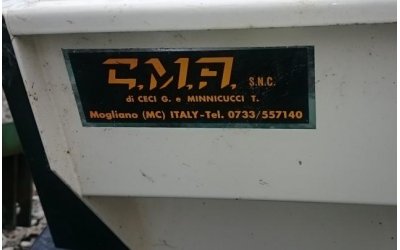 C.M.A. S.N.C.
di CECI G. e MINNICUCCI T.
Mogliano (MC) ITALY-Tel. 0733/557140